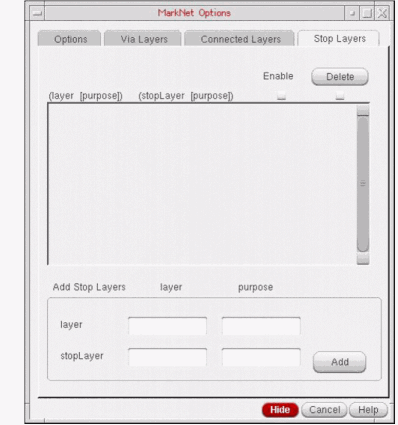 MarkNet Options
Options Via Layers Connected Layers Stop Layers
Enable Delete
(layer [purpose]) (stopLayer [purpose])
Add Stop Layers layer purpose
layer
stopLayer
Add
Hide Cancel Help